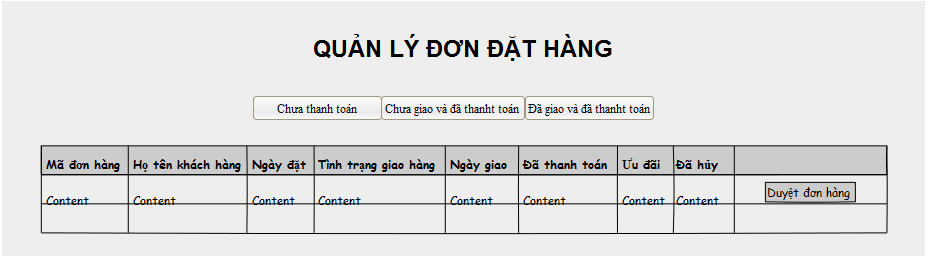 QUẢN LÝ ĐƠN ĐẶT HÀNG
Chưa thanh toán Chưa giao và đã thanht toán Đã giao và đã thanht toán
Mã đơn hàng Họ tên khách hàng Ngày đặt Tình trạng giao hàng Ngày giao Đã thanh toán Ưu đãi Đã hủy
Content Content Content Content Content Content Content Content Duyệt đơn hàng